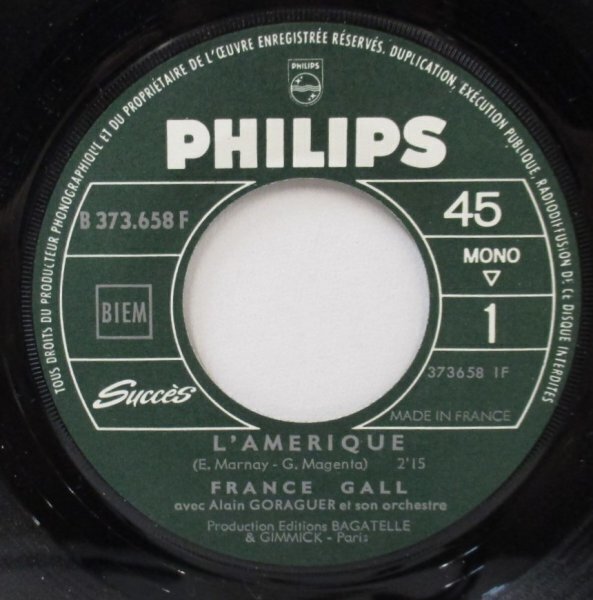 TOUS DROITS DU PRODUCTEUR PHONOGRAPHIQUE ET DU PROPRIÉTAIRE DE L'ŒUVRE ENREGISTRÉE RÉSERVÉS. DUPLICATION, EXÉCUTION PUBLIQUE, RADIODIFFUSION DE CE DISQUE INTERDITES
PHILIPS
PHILIPS
B 373.658 F
45
MONO
BIEM
1
373658 1F
Succès
MADE IN FRANCE
L'AMERIQUE
(E. Marnay - G. Magenta) 2'15
FRANCE GALL
avec Alain GORAGUER et son orchestre
Production Editions BAGATELLE
& GIMMICK - Paris